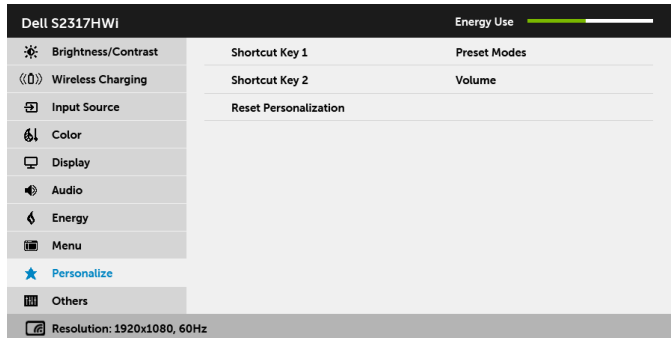 Dell S2317HWi
Energy Use
Brightness/Contrast
Shortcut Key 1
Preset Modes
Wireless Charging
Shortcut Key 2
Volume
Input Source
Reset Personalization
Color
Display
Audio
Energy
Menu
Personalize
Others
Resolution: 1920x1080, 60Hz